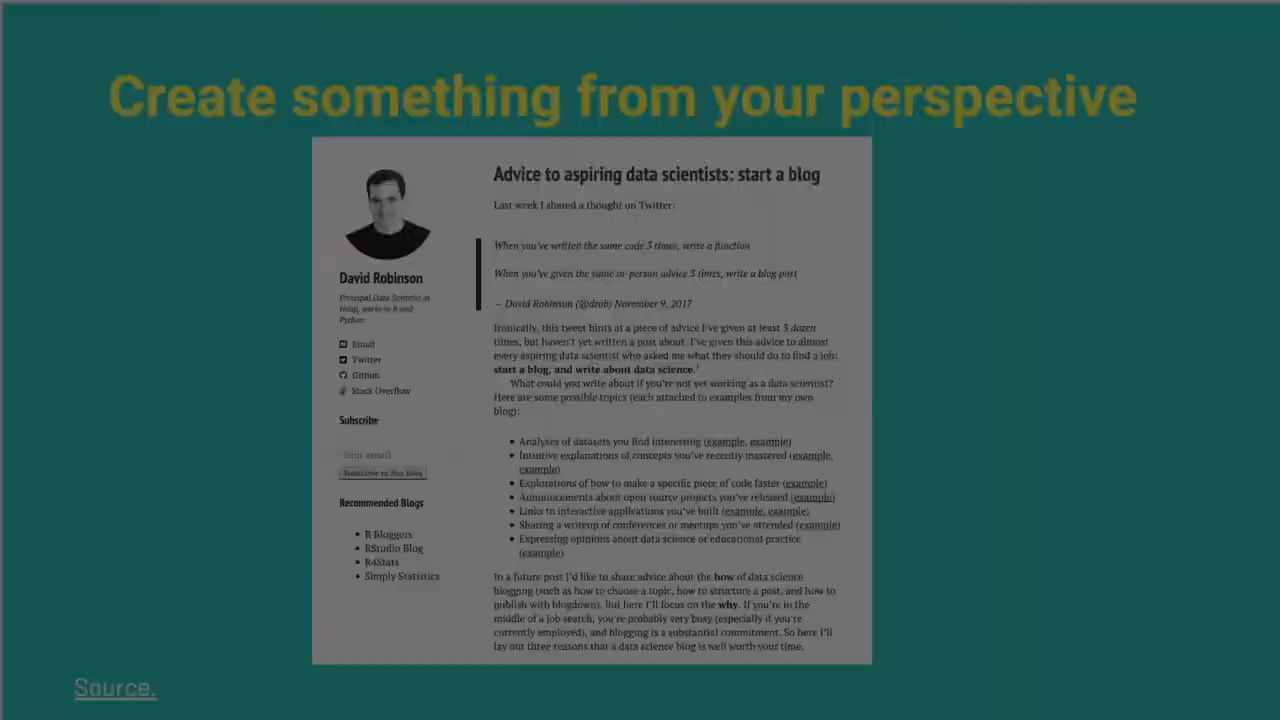 Create something from your perspective
David Robinson
Principal Data Scientist at
Heap, works in R and
Python.
Email
Twitter
Github
Stack Overflow
Subscribe
Your email
Subscribe to this blog
Recommended Blogs
R Bloggers
RStudio Blog
R4Stats
Simply Statistics
Advice to aspiring data scientists: start a blog
Last week I shared a thought on Twitter:
When you've written the same code 3 times, write a function
When you've given the same in-person advice 3 times, write a blog post
— David Robinson (@drob) November 9, 2017
Ironically, this tweet hints at a piece of advice I've given at least 3 dozen
times, but haven't yet written a post about. I've given this advice to almost
every aspiring data scientist who asked me what they should do to find a job:
start a blog, and write about data science.¹
What could you write about if you're not yet working as a data scientist?
Here are some possible topics (each attached to examples from my own
blog):
Analyses of datasets you find interesting (example, example)
Intuitive explanations of concepts you've recently mastered (example,
example)
Explorations of how to make a specific piece of code faster (example)
Announcements about open source projects you've released (example)
Links to interactive applications you've built (example, example)
Sharing a writeup of conferences or meetups you've attended (example)
Expressing opinions about data science or educational practice
(example)
In a future post I'd like to share advice about the how of data science
blogging (such as how to choose a topic, how to structure a post, and how to
publish with blogdown). But here I'll focus on the why. If you're in the
middle of a job search, you're probably very busy (especially if you're
currently employed), and blogging is a substantial commitment. So here I'll
lay out three reasons that a data science blog is well worth your time.
Source.